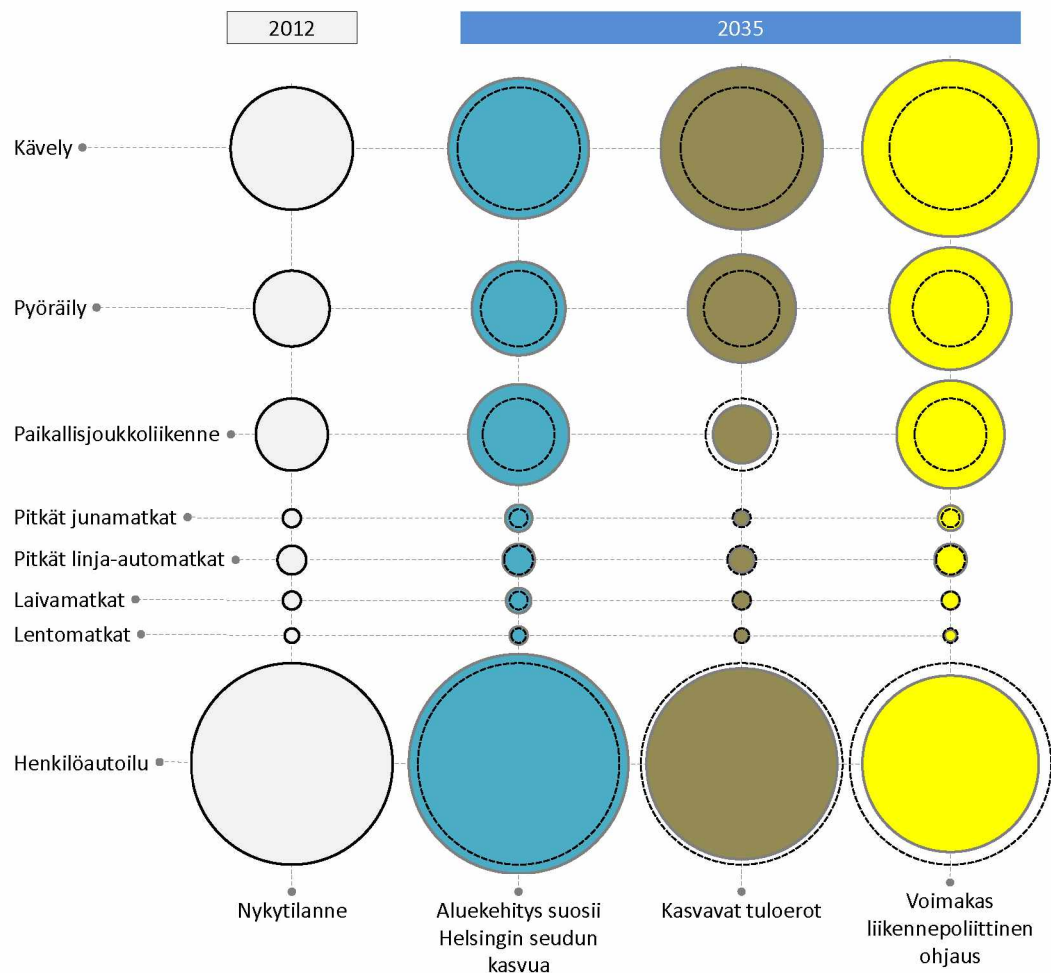 2012
2035
Kävely
Pyöräily
Paikallisjoukkoliikenne
Pitkät junamatkat
Pitkät linja-automatkat
Laivamatkat
Lentomatkat
Henkilöautoilu
Nykytilanne
Aluekehitys suosii
Helsingin seudun
kasvua
Kasvavat tuloerot
Voimakas
liikennepoliittinen
ohjaus